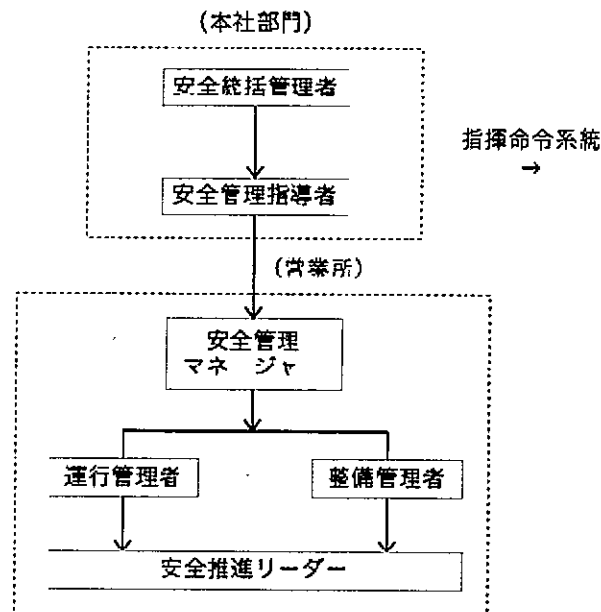 (本社部門)
安全統括管理者
指揮命令系統
→
安全管理指導者
(営業所)
安全管理
マネージャ
運行管理者
整備管理者
安全推進リーダー